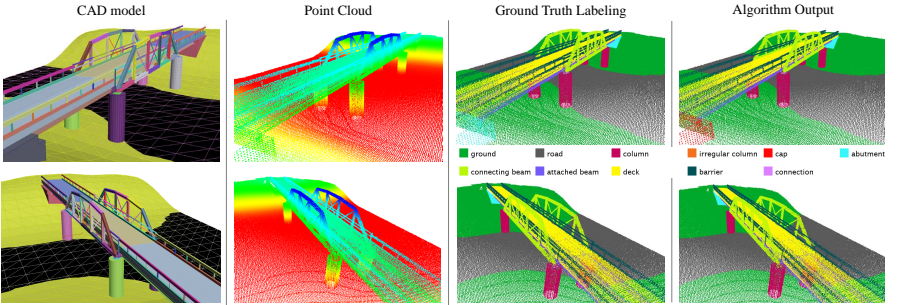 CAD model Point Cloud Ground Truth Labeling Algorithm Output
ground road column irregular column cap abutment
connecting beam attached beam deck barrier connection